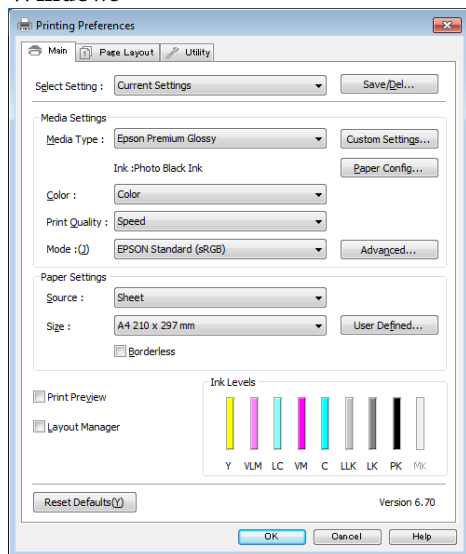 Printing Preferences
Main Page Layout Utility
Select Setting : Current Settings Save/Del...
Media Settings
Media Type : Epson Premium Glossy Custom Settings...
Ink :Photo Black Ink Paper Config...
Color : Color
Print Quality : Speed
Mode :(J) EPSON Standard (sRGB) Advanced...
Paper Settings
Source : Sheet
Size : A4 210 x 297 mm User Defined...
Borderless
Ink Levels
Print Preview
Layout Manager
Y VLM LC VM C LLK LK PK MK
Reset Defaults(Y) Version 6.70
OK Cancel Help